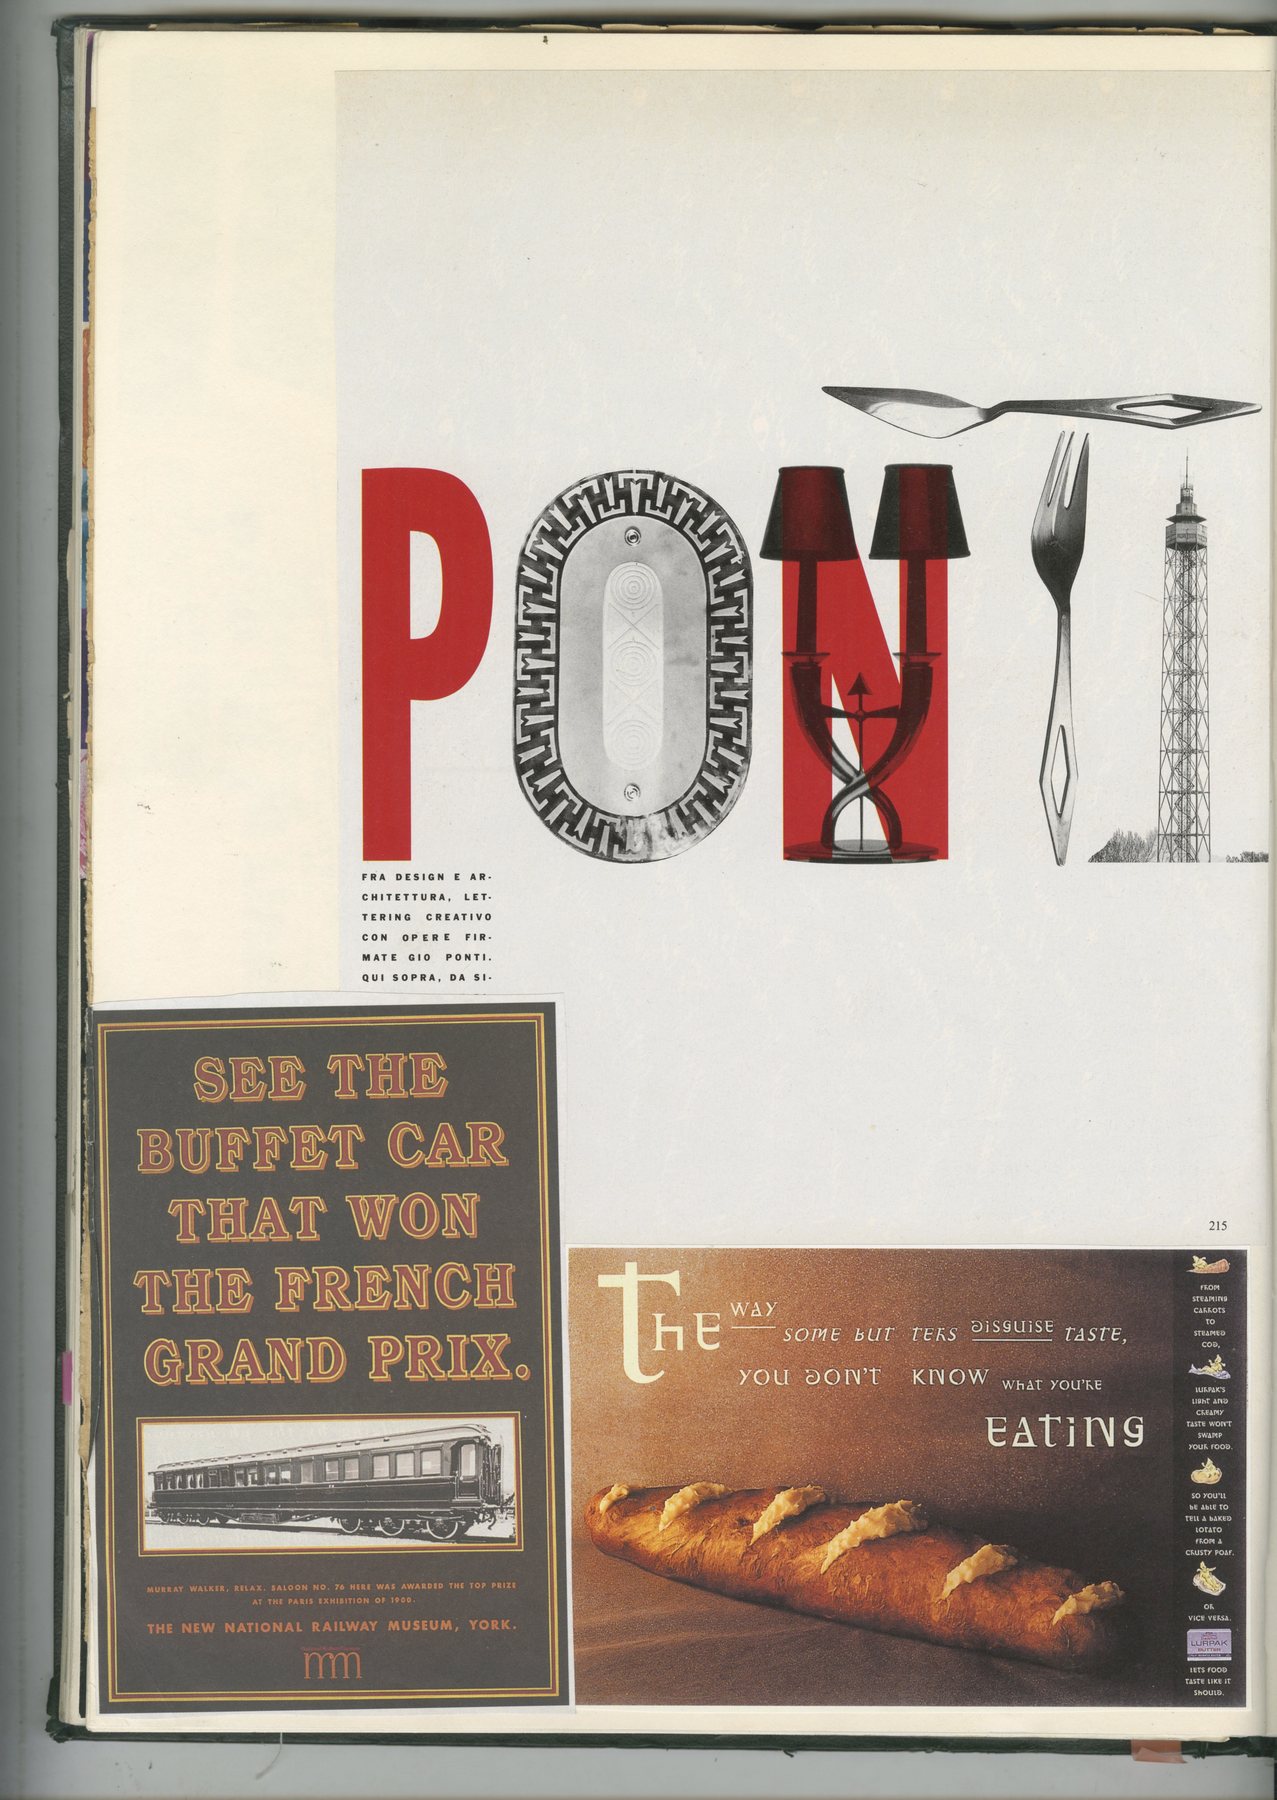 PONTI
FRA DESIGN E AR-
CHITETTURA, LET-
TERING CREATIVO
CON OPERE FIR-
MATE GIO PONTI.
QUI SOPRA, DA SI-
215
SEE THE
BUFFET CAR
THAT WON
THE FRENCH
GRAND PRIX.
MURRAY WALKER, RELAX. SALOON NO. 76 HERE WAS AWARDED THE TOP PRIZE
AT THE PARIS EXHIBITION OF 1900.
THE NEW NATIONAL RAILWAY MUSEUM, YORK.
nrm
THE WAY SOME BUTTERS DISGUISE TASTE,
YOU DON'T KNOW WHAT YOU'RE
EATING
FROM
STEAMING
CARROTS
TO
STEAMED
COD,
LURPAK'S
LIGHT AND
CREAMY
TASTE WON'T
SWAMP
YOUR FOOD.
SO YOU'LL
BE ABLE TO
TELL A BAKED
LOTATO
FROM A
CRUSTY POAF.
OR
VICE VERSA.
LURPAK
BUTTER
LETS FOOD
TASTE LIKE IT
SHOULD.